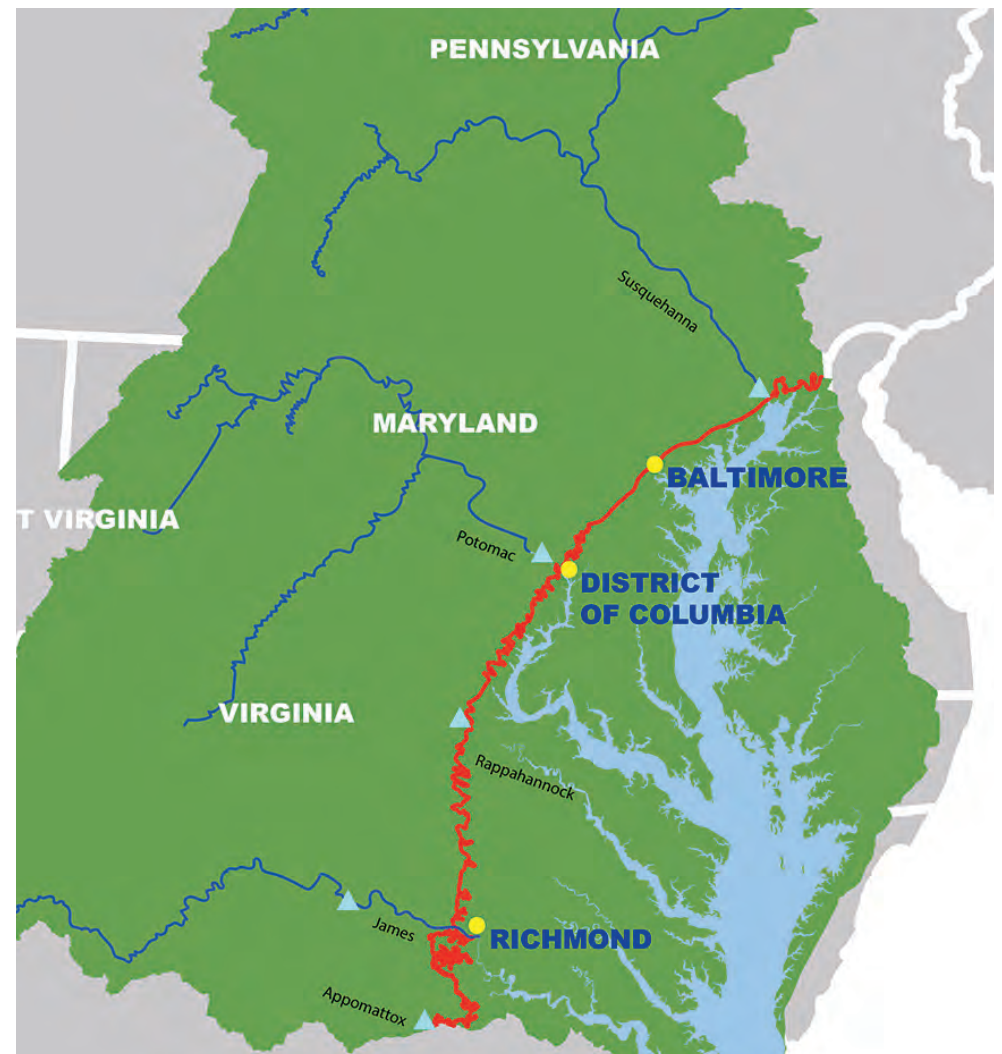 PENNSYLVANIA
Susquehanna
MARYLAND
BALTIMORE
T VIRGINIA
Potomac
DISTRICT
OF COLUMBIA
VIRGINIA
Rappahannock
James
RICHMOND
Appomattox